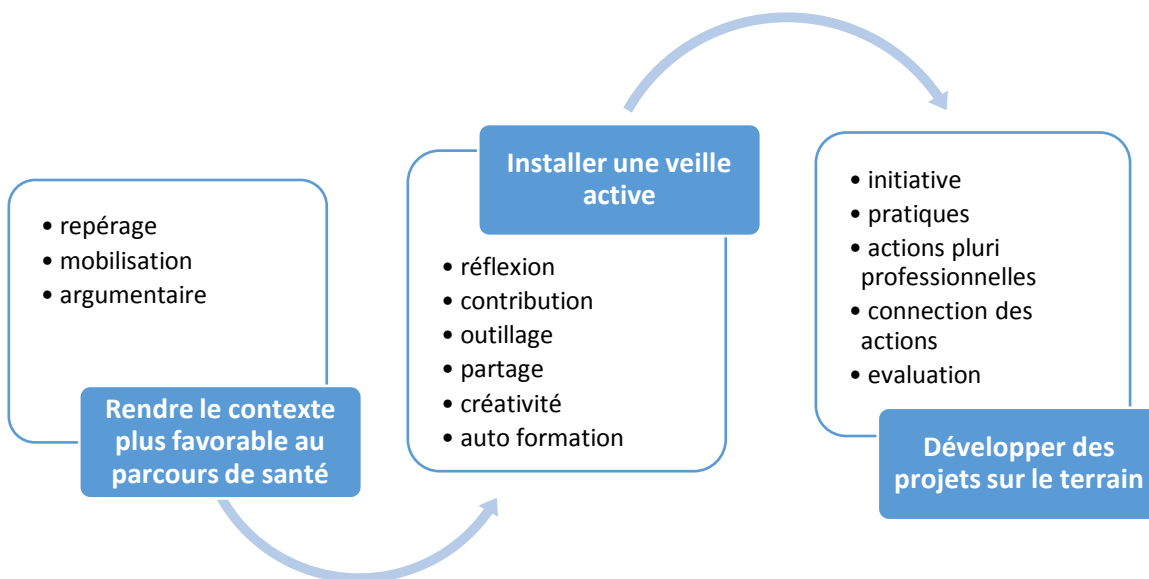 • repérage
• mobilisation
• argumentaire
Rendre le contexte
plus favorable au
parcours de santé
Installer une veille
active
• réflexion
• contribution
• outillage
• partage
• créativité
• auto formation
• initiative
• pratiques
• actions pluri
professionnelles
• connection des
actions
• evaluation
Développer des
projets sur le terrain